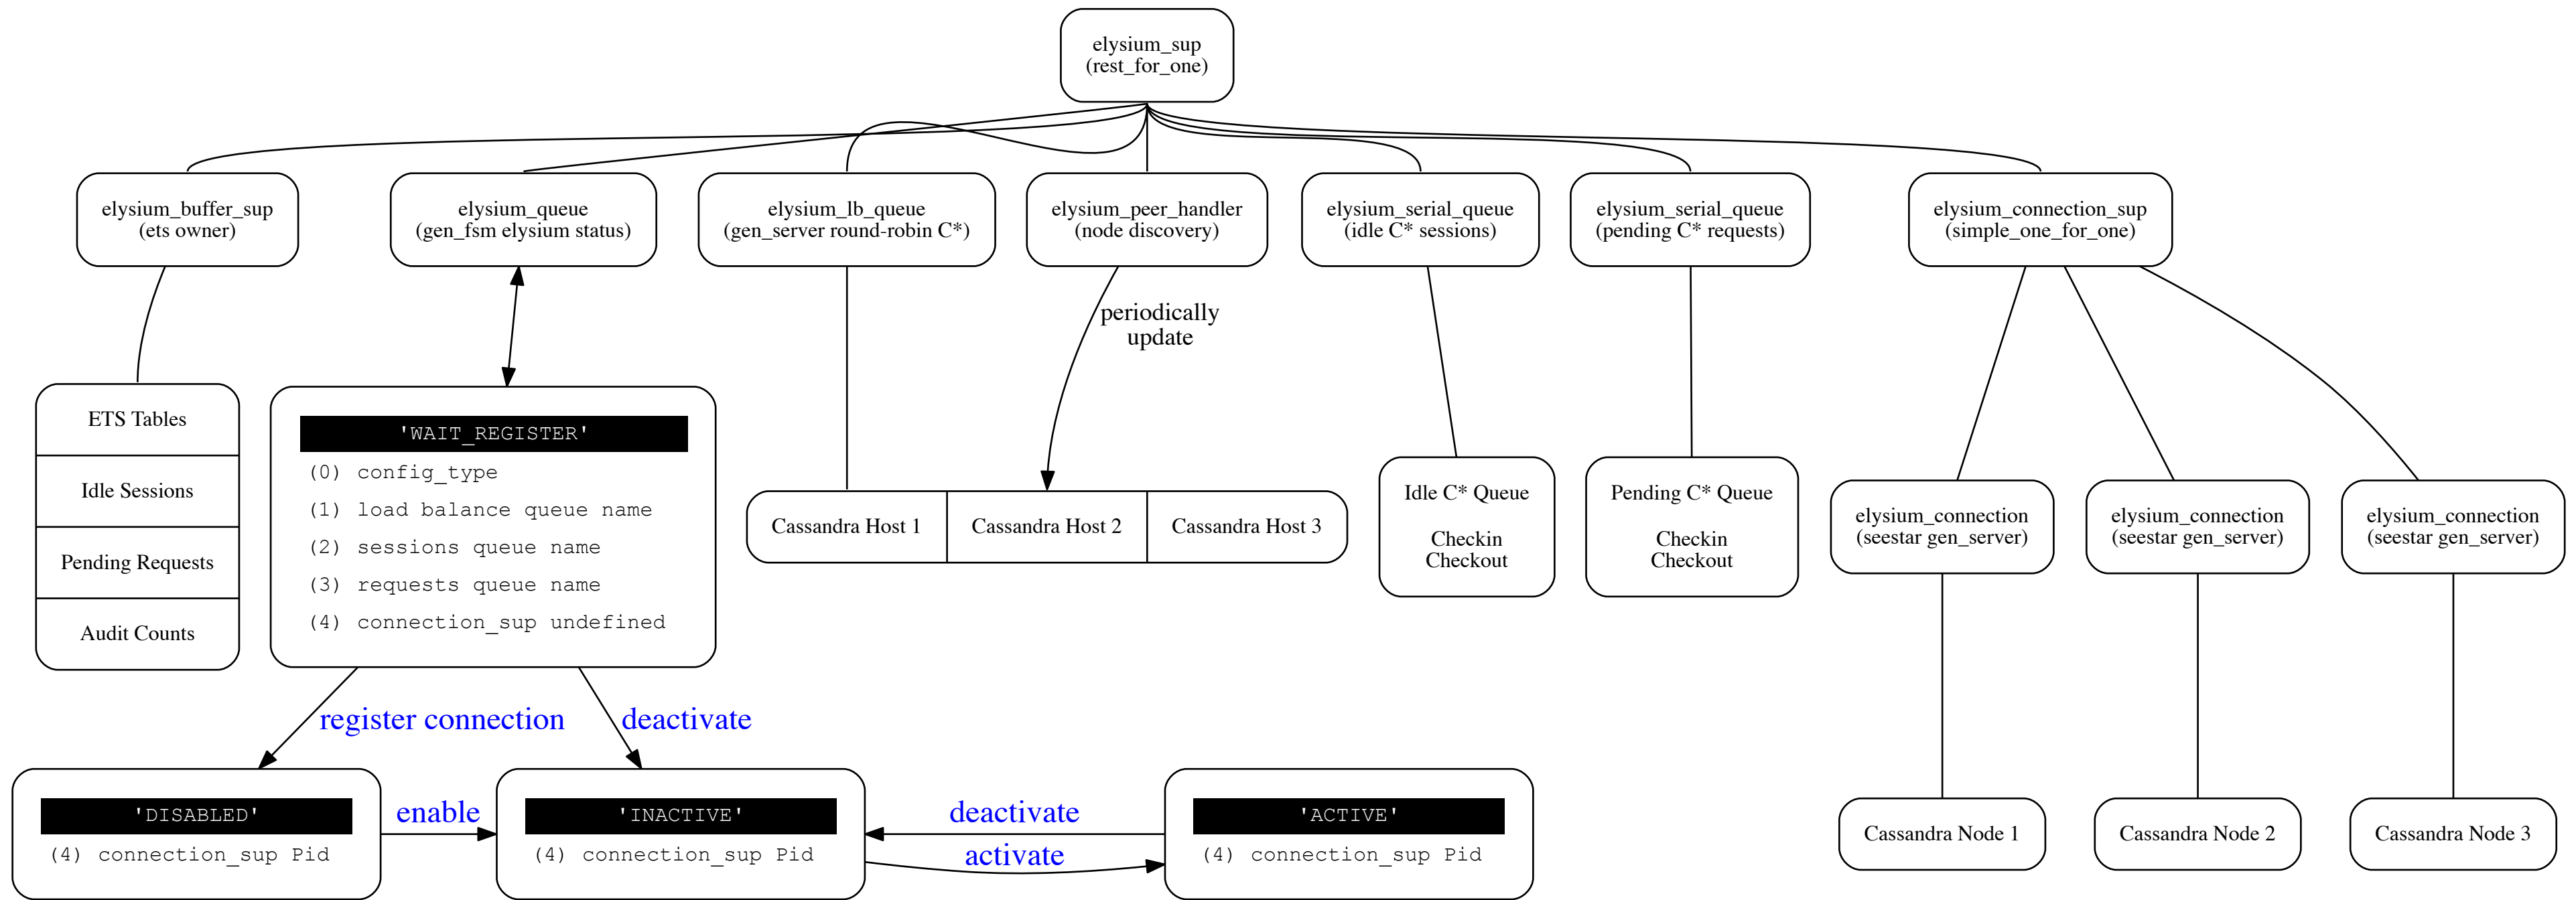 elysium_sup
(rest_for_one)
elysium_buffer_sup
(ets owner)
elysium_queue
(gen_fsm elysium status)
elysium_lb_queue
(gen_server round-robin C*)
elysium_peer_handler
(node discovery)
elysium_serial_queue
(idle C* sessions)
elysium_serial_queue
(pending C* requests)
elysium_connection_sup
(simple_one_for_one)
periodically
update
ETS Tables
Idle Sessions
Pending Requests
Audit Counts
'WAIT_REGISTER'
(0) config_type
(1) load balance queue name
(2) sessions queue name
(3) requests queue name
(4) connection_sup undefined
Cassandra Host 1
Cassandra Host 2
Cassandra Host 3
Idle C* Queue
Checkin
Checkout
Pending C* Queue
Checkin
Checkout
elysium_connection
(seestar gen_server)
elysium_connection
(seestar gen_server)
elysium_connection
(seestar gen_server)
register connection
deactivate
'DISABLED'
(4) connection_sup Pid
enable
'INACTIVE'
(4) connection_sup Pid
deactivate
activate
'ACTIVE'
(4) connection_sup Pid
Cassandra Node 1
Cassandra Node 2
Cassandra Node 3